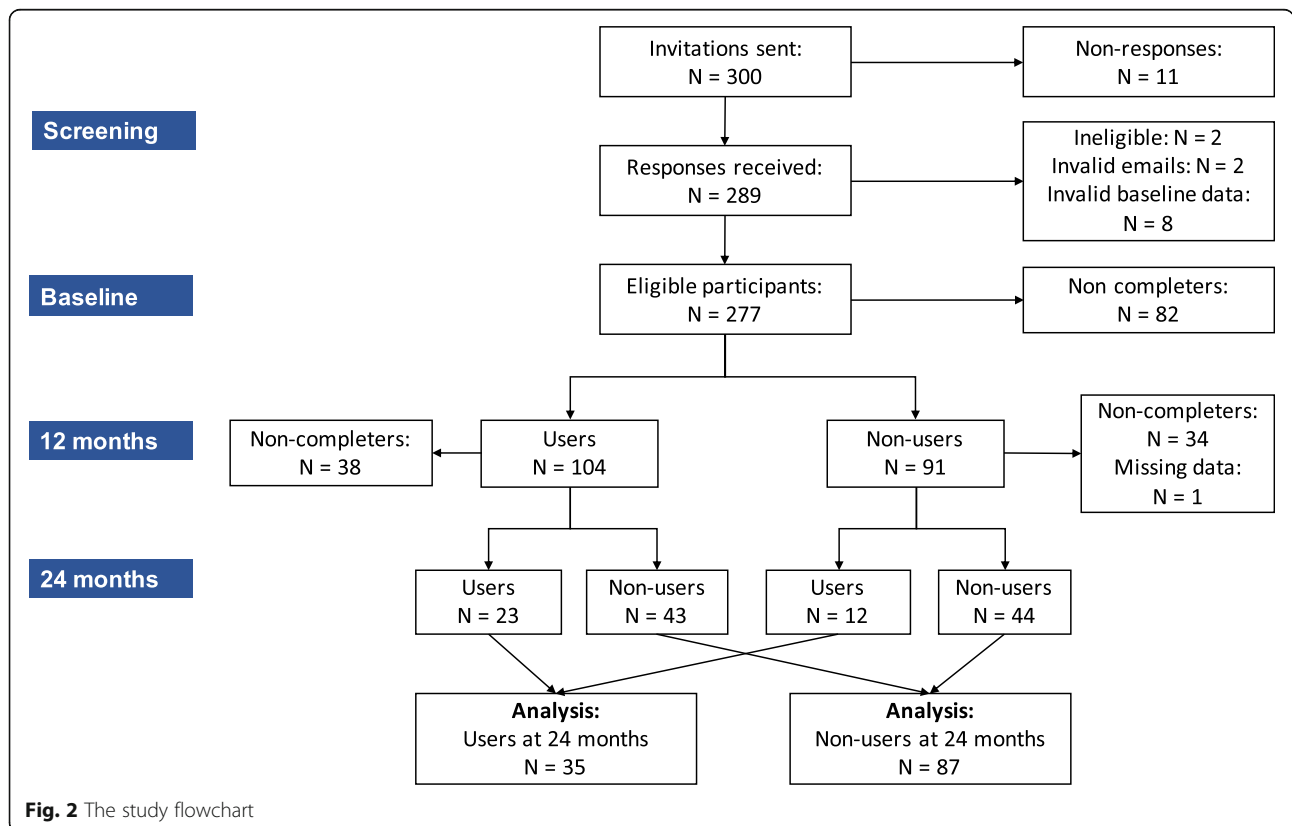 Invitations sent:
N = 300
Non-responses:
N = 11
Screening
Responses received:
N = 289
Ineligible: N = 2
Invalid emails: N = 2
Invalid baseline data:
N = 8
Baseline
Eligible participants:
N = 277
Non completers:
N = 82
12 months
Non-completers:
N = 38
Users
N = 104
Non-users
N = 91
Non-completers:
N = 34
Missing data:
N = 1
24 months
Users
N = 23
Non-users
N = 43
Users
N = 12
Non-users
N = 44
Analysis:
Users at 24 months
N = 35
Analysis:
Non-users at 24 months
N = 87
Fig. 2 The study flowchart